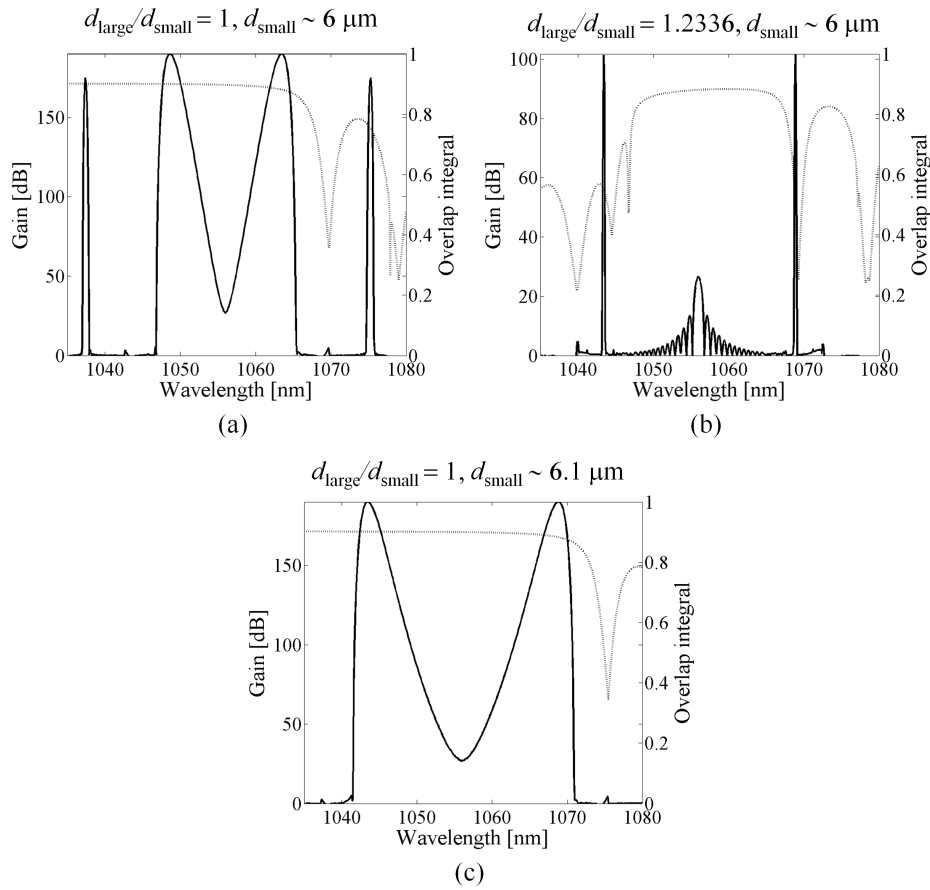 d_large/d_small = 1, d_small ~ 6 µm
d_large/d_small = 1.2336, d_small ~ 6 µm
Gain [dB]
150
100
50
0
1040 1050 1060 1070 1080
Wavelength [nm]
1
0.8
0.6
0.4
0.2
0
Overlap integral
(a)
Gain [dB]
100
80
60
40
20
0
1040 1050 1060 1070 1080
Wavelength [nm]
1
0.8
0.6
0.4
0.2
0
Overlap integral
(b)
d_large/d_small = 1, d_small ~ 6.1 µm
Gain [dB]
150
100
50
0
1040 1050 1060 1070 1080
Wavelength [nm]
1
0.8
0.6
0.4
0.2
0
Overlap integral
(c)